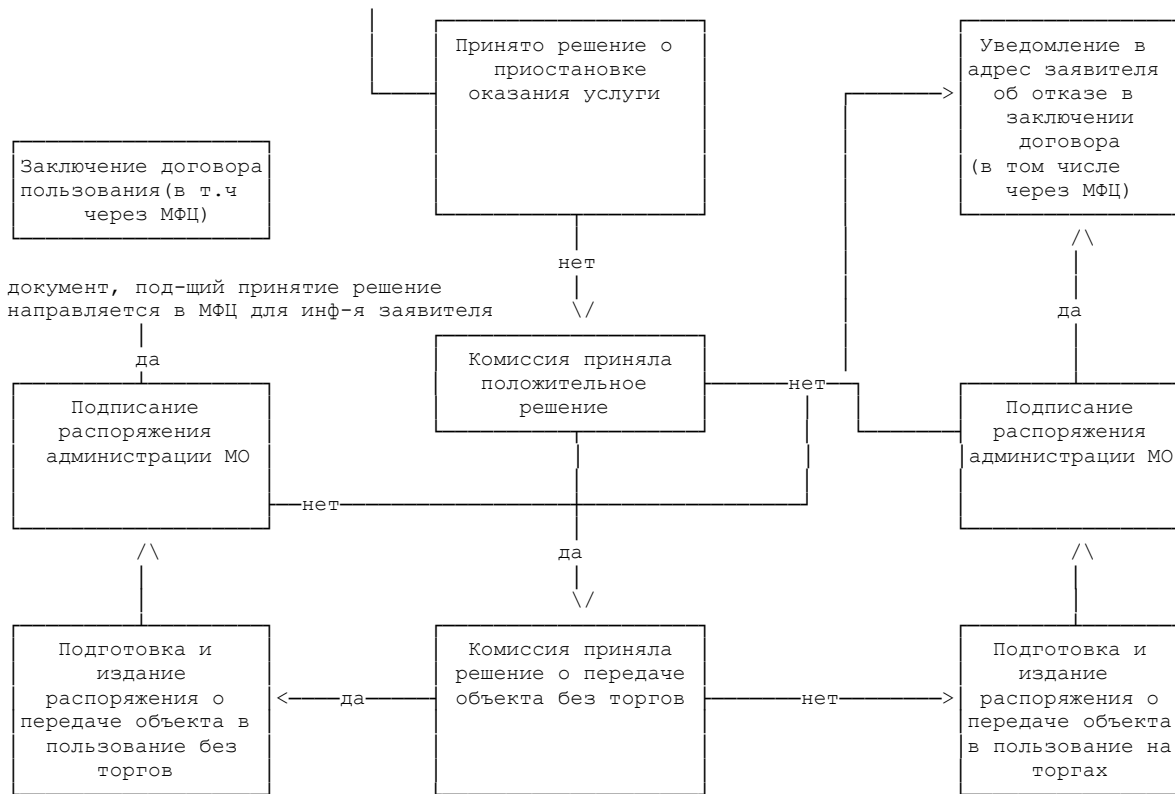 Принято решение о
приостановке
оказания услуги
Уведомление в
адрес заявителя
об отказе в
заключении
договора
(в том числе
через МФЦ)
Заключение договора
пользования(в т.ч
через МФЦ)
нет
документ, под-щий принятие решение
направляется в МФЦ для инф-я заявителя
да
да
Комиссия приняла
положительное
решение
нет
Подписание
распоряжения
администрации МО
Подписание
распоряжения
администрации МО
нет
да
Подготовка и
издание
распоряжения о
передаче объекта в
пользование без
торгов
да
Комиссия приняла
решение о передаче
объекта без торгов
нет
Подготовка и
издание
распоряжения о
передаче объекта
в пользование на
торгах